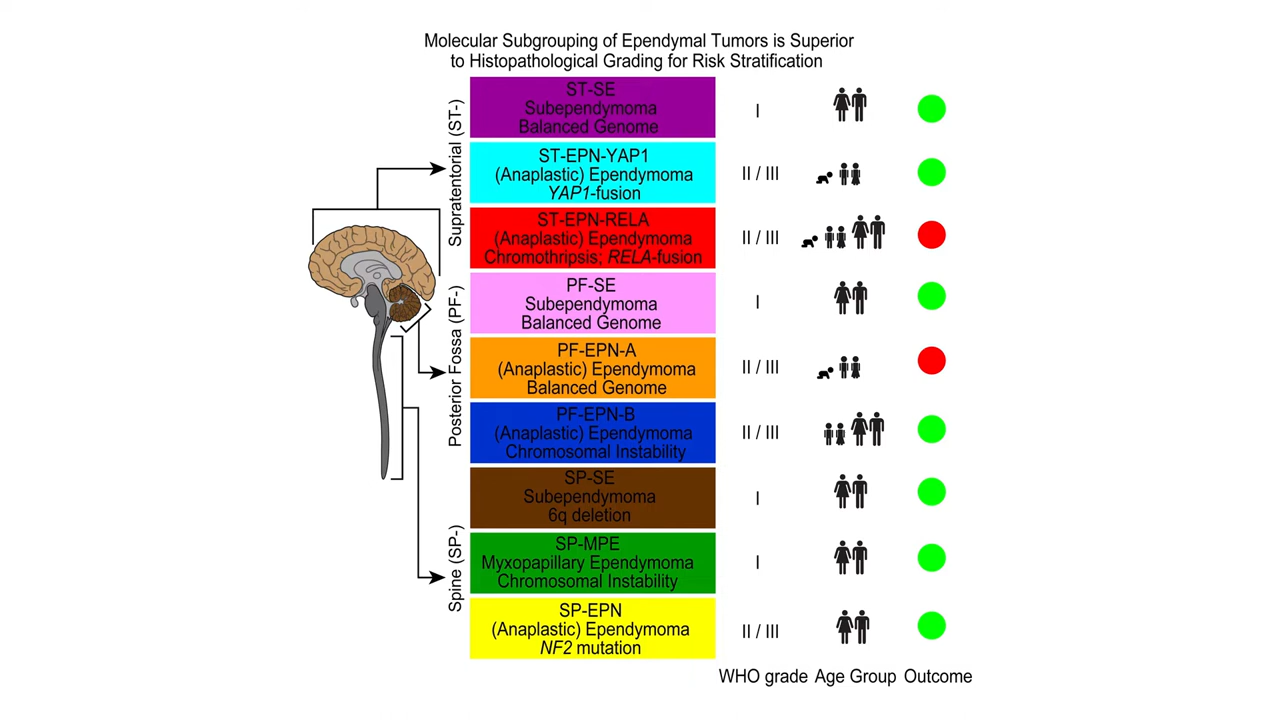 Molecular Subgrouping of Ependymal Tumors is Superior
to Histopathological Grading for Risk Stratification
Supratentorial (ST-)
ST-SE
Subependymoma
Balanced Genome
I
ST-EPN-YAP1
(Anaplastic) Ependymoma
YAP1-fusion
II / III
ST-EPN-RELA
(Anaplastic) Ependymoma
Chromothripsis; RELA-fusion
II / III
Posterior Fossa (PF-)
PF-SE
Subependymoma
Balanced Genome
I
PF-EPN-A
(Anaplastic) Ependymoma
Balanced Genome
II / III
PF-EPN-B
(Anaplastic) Ependymoma
Chromosomal Instability
II / III
Spine (SP-)
SP-SE
Subependymoma
6q deletion
I
SP-MPE
Myxopapillary Ependymoma
Chromosomal Instability
I
SP-EPN
(Anaplastic) Ependymoma
NF2 mutation
II / III
WHO grade Age Group Outcome